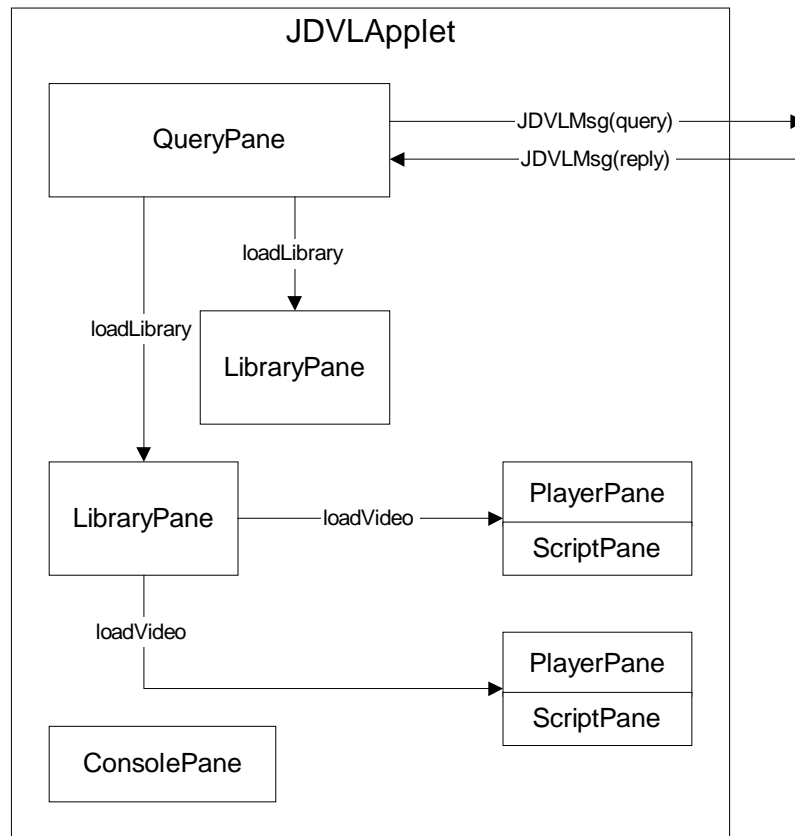 JDVLApplet
QueryPane
JDVLMsg(query)
JDVLMsg(reply)
loadLibrary
loadLibrary
LibraryPane
LibraryPane
loadVideo
PlayerPane
ScriptPane
loadVideo
PlayerPane
ScriptPane
ConsolePane